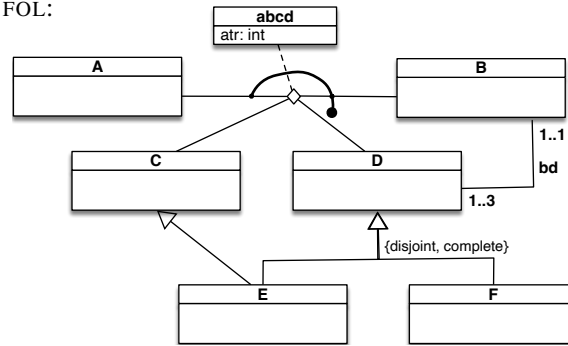 FOL:
abcd
atr: int
A
B
1..1
bd
C
D
1..3
{disjoint, complete}
E
F